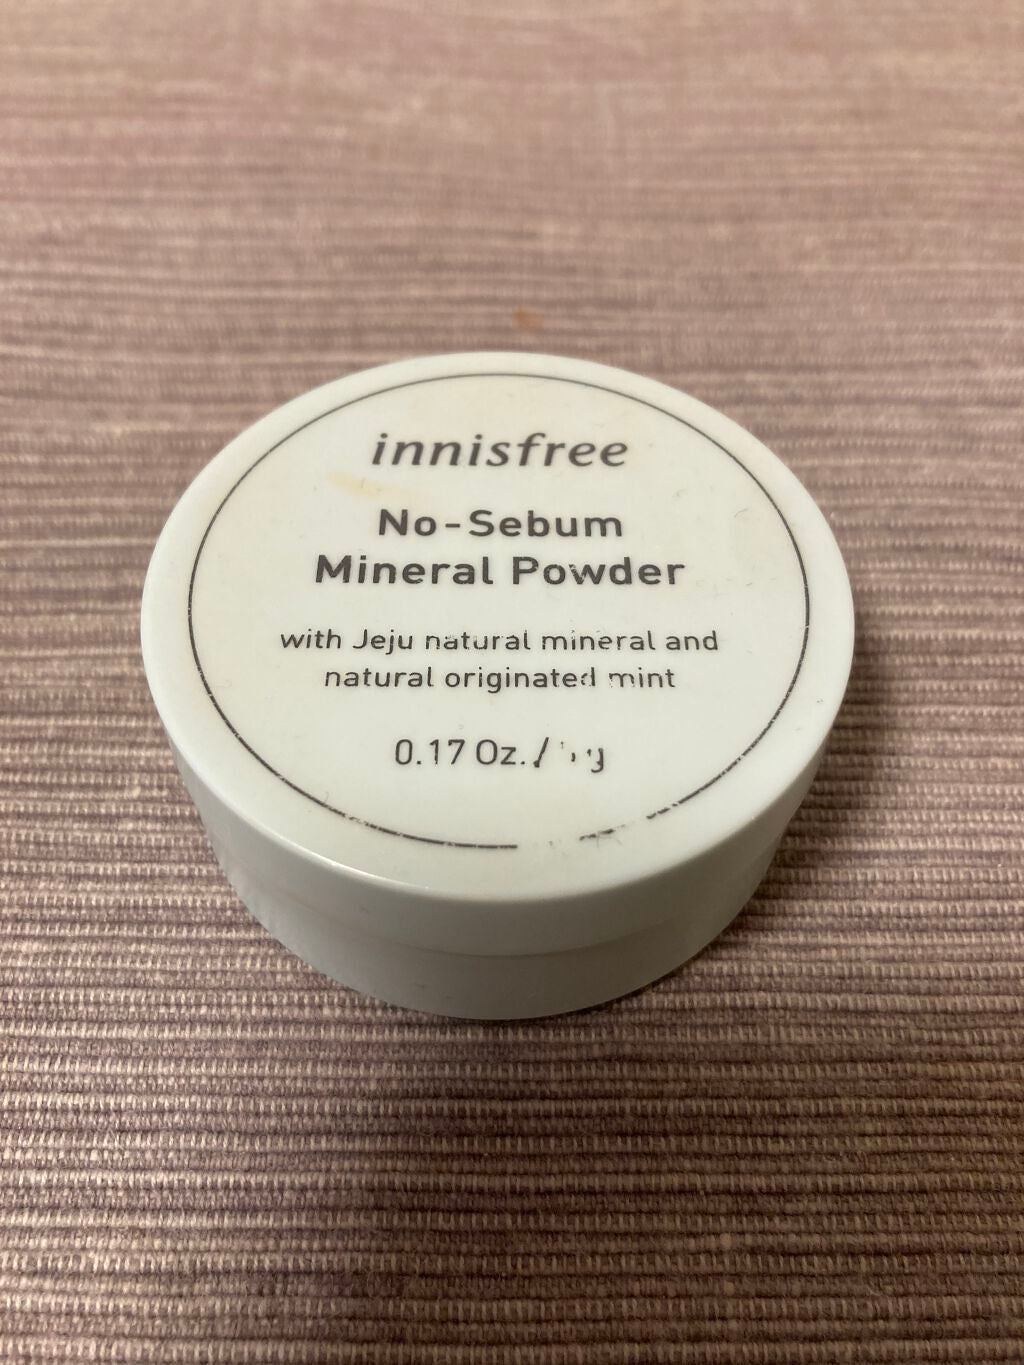 innisfree
No-Sebum
Mineral Powder
with Jeju natural mineral and
natural originated mint
0.17 Oz. /